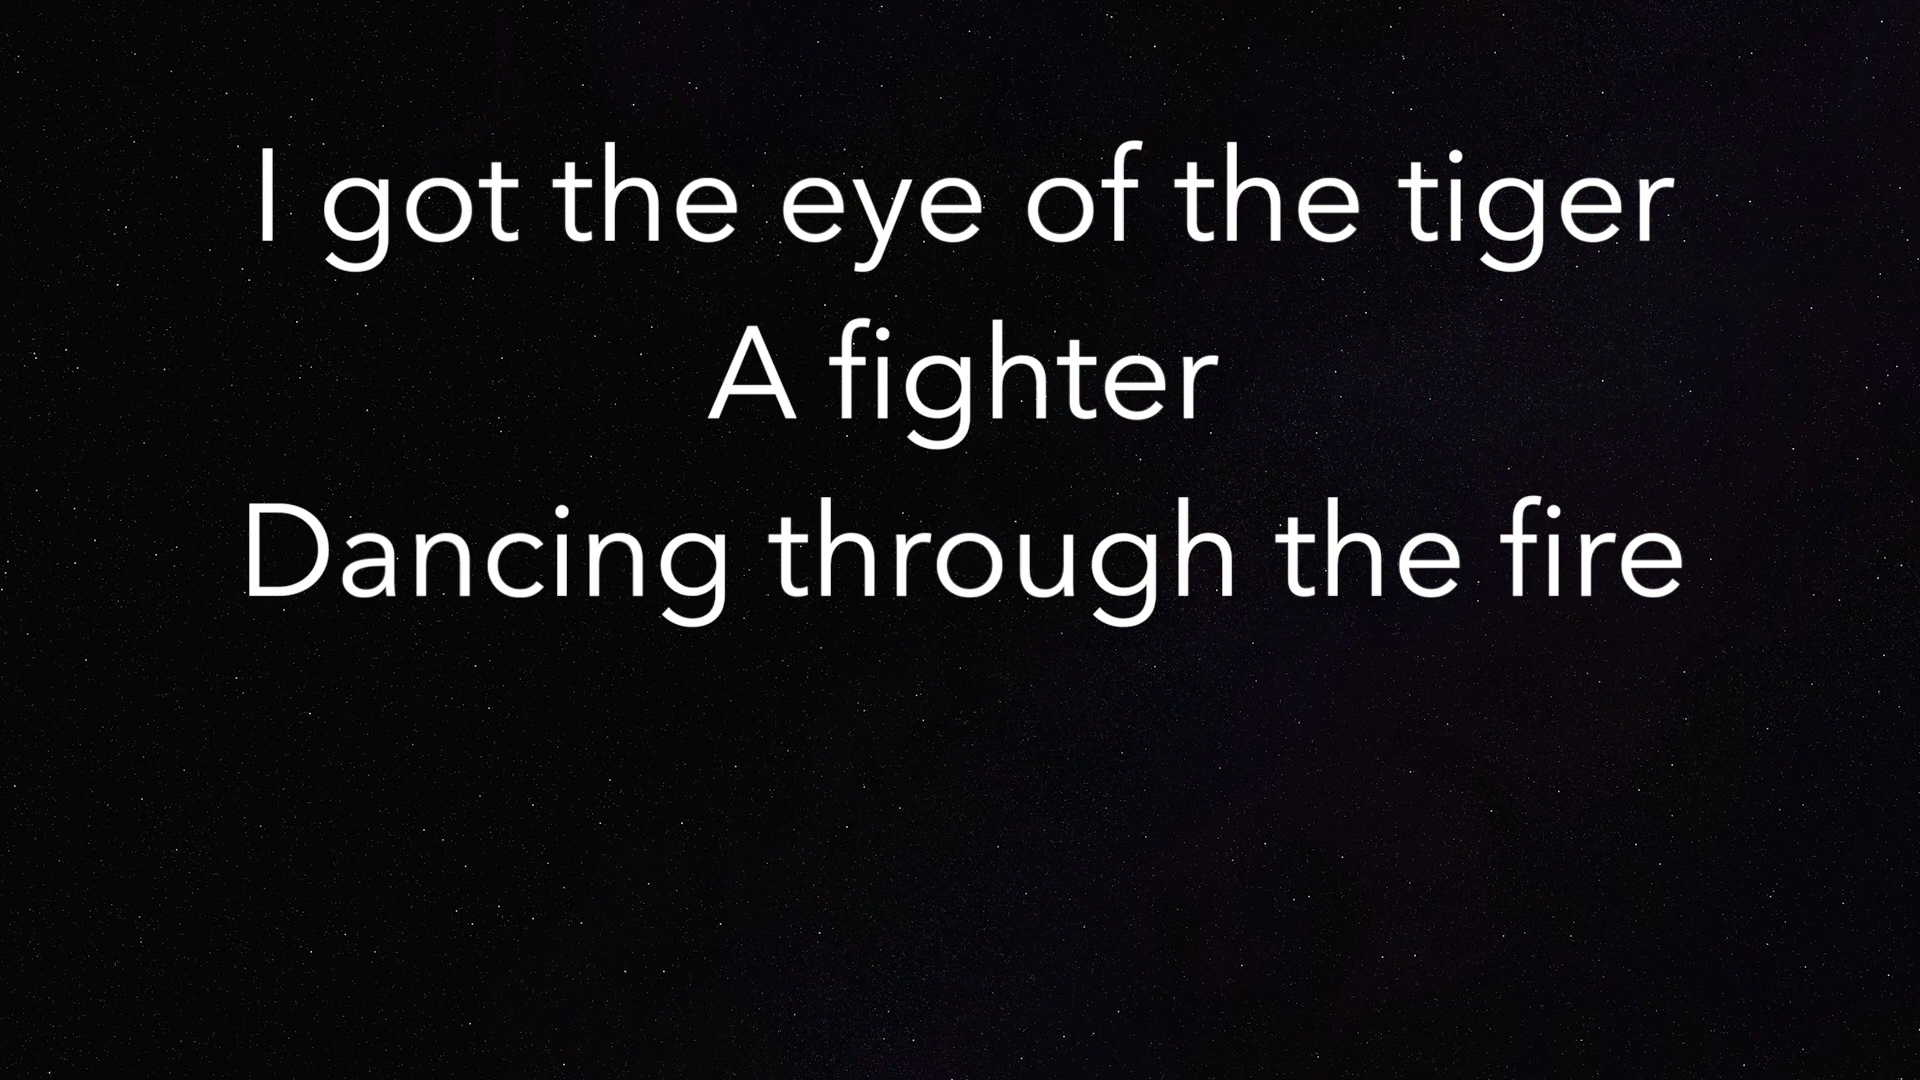 I got the eye of the tiger
A fighter
Dancing through the fire